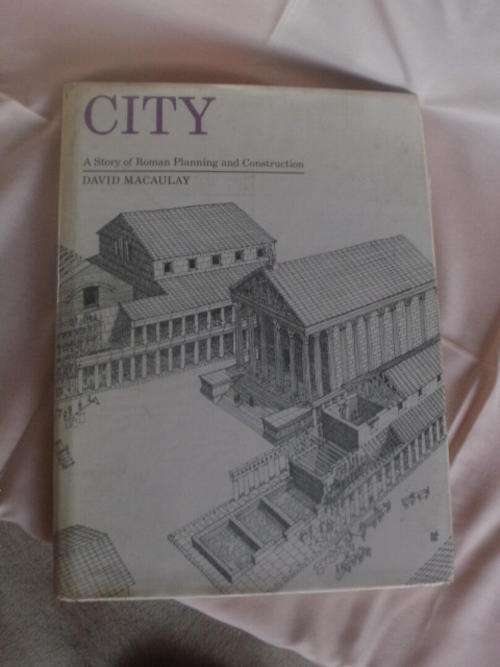 CITY
A Story of Roman Planning and Construction
DAVID MACAULAY